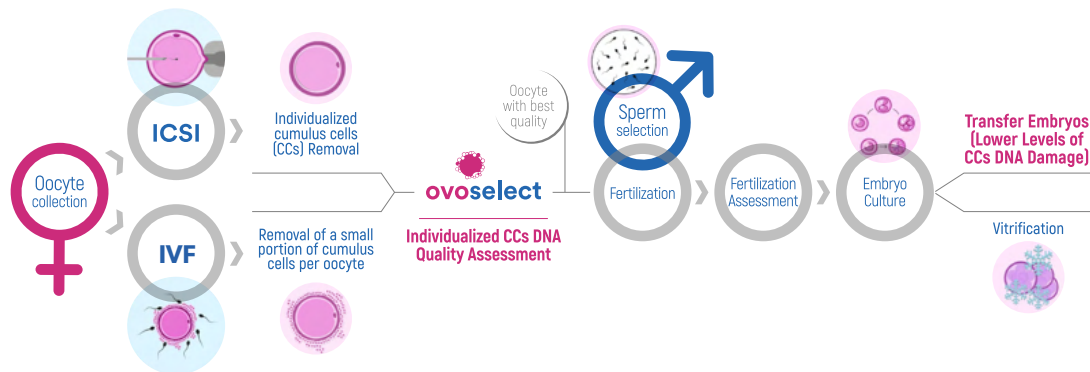 Oocyte
collection
ICSI
Individualized
cumulus cells
(CCs) Removal
IVF
Removal of a small
portion of cumulus
cells per oocyte
ovoselect
Individualized CCs DNA
Quality Assessment
Oocyte
with best
quality
Sperm
selection
Fertilization
Fertilization
Assessment
Embryo
Culture
Transfer Embryos
(Lower Levels of
CCs DNA Damage)
Vitrification